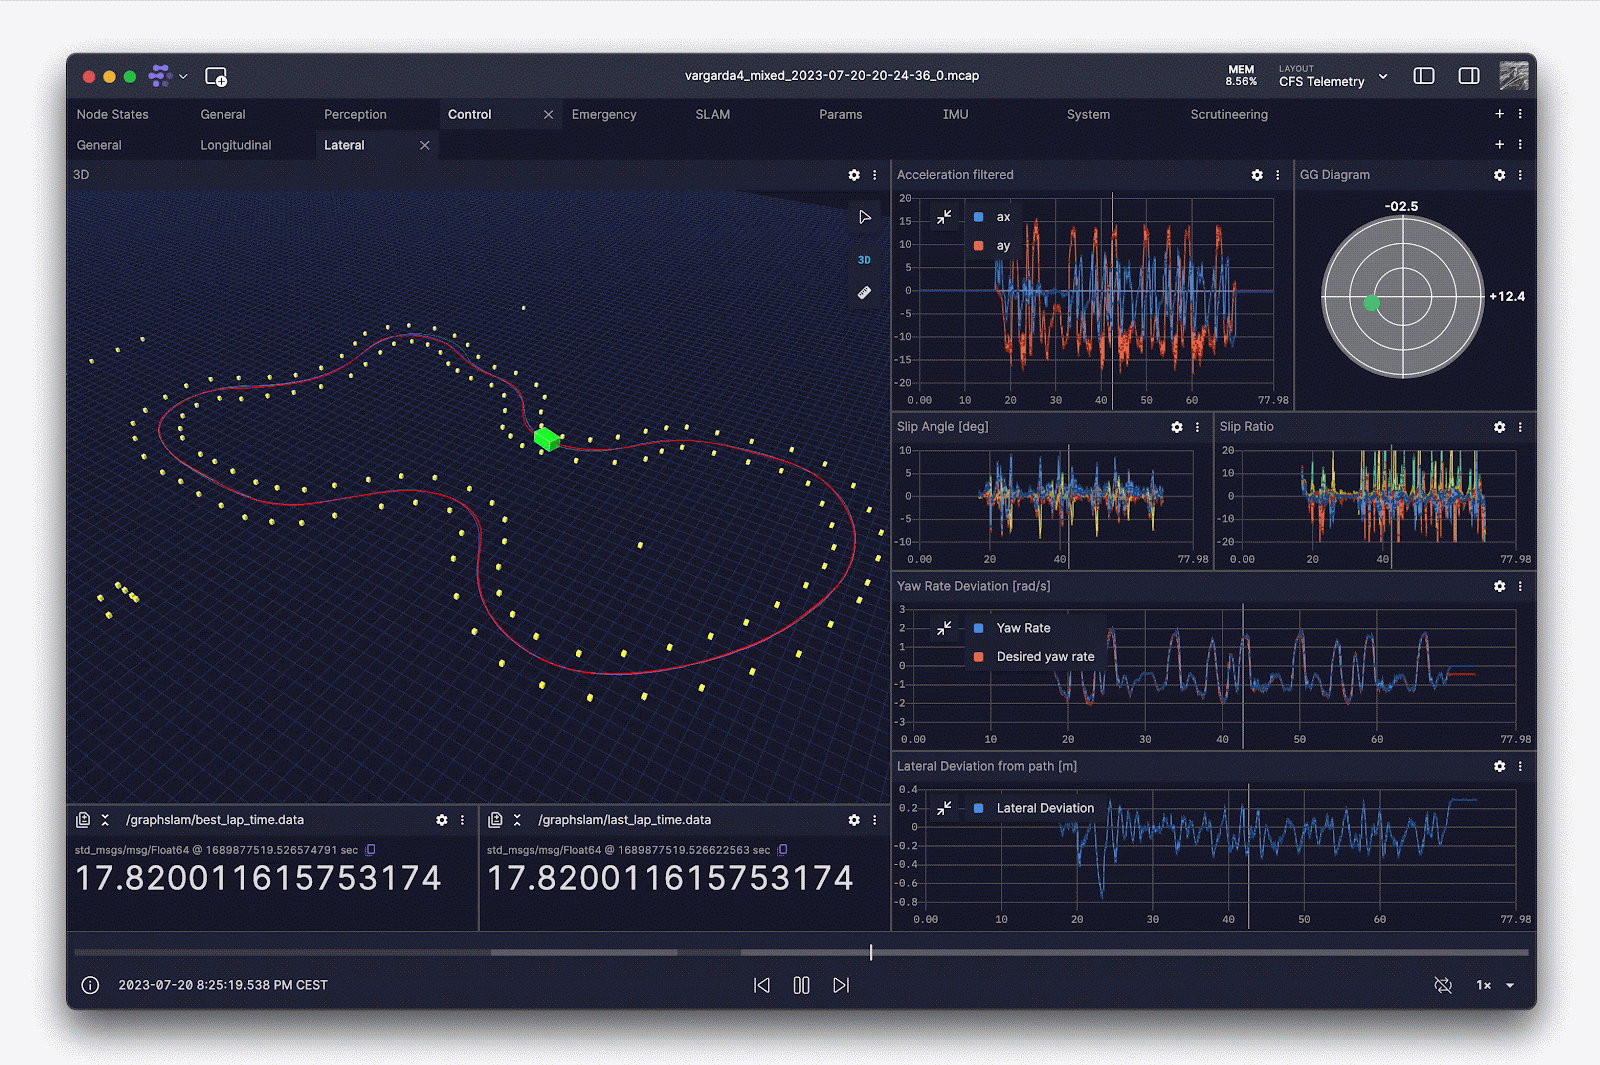 vargarda4_mixed_2023-07-20-20-24-36_0.mcap
MEM
8.56%
LAYOUT
CFS Telemetry
Node States General Perception Control Emergency SLAM Params IMU System Scrutineering
General Longitudinal Lateral
3D
3D
Acceleration filtered
ax
ay
20
15
10
5
0
-5
-10
-15
-20
0.00 10 20 30 40 50 60 77.98
GG Diagram
-02.5
+12.4
Slip Angle [deg]
10
5
0
-5
-10
0.00 20 40 77.98
Slip Ratio
20
10
0
-10
-20
0.00 20 40 77.98
Yaw Rate Deviation [rad/s]
Yaw Rate
Desired yaw rate
3
2
1
0
-1
-2
-3
0.00 10 20 30 40 50 60 77.98
Lateral Deviation from path [m]
Lateral Deviation
0.4
0.2
0
-0.2
-0.4
-0.6
-0.8
0.00 10 20 30 40 50 60 77.98
/graphslam/best_lap_time.data
std_msgs/msg/Float64 @ 1689877519.526574791 sec
17.820011615753174
/graphslam/last_lap_time.data
std_msgs/msg/Float64 @ 1689877519.526622563 sec
17.820011615753174
2023-07-20 8:25:19.538 PM CEST
1×